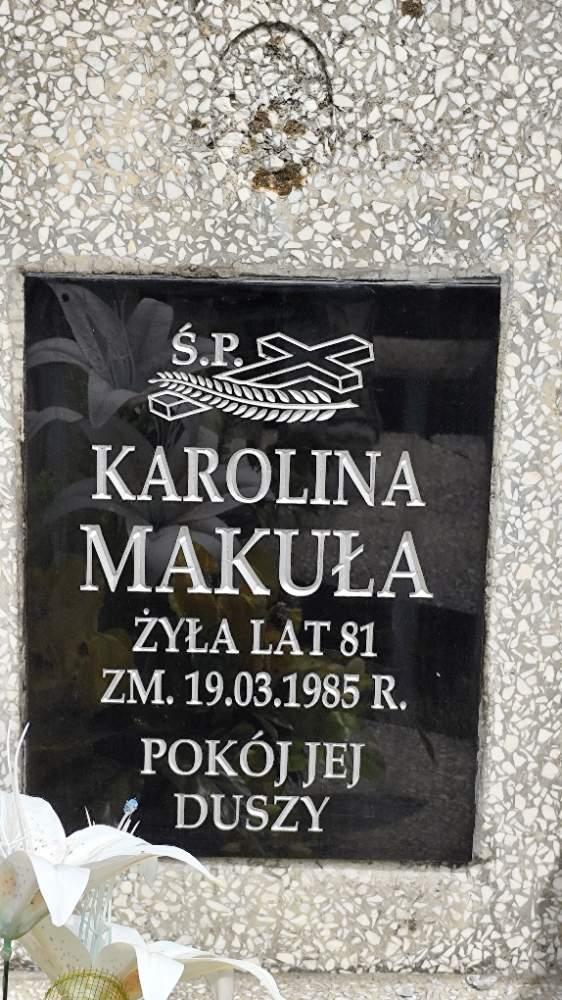 Ś.P.
KAROLINA
MAKUŁA
ŻYŁA LAT 81
ZM. 19.03.1985 R.
POKÓJ JEJ
DUSZY